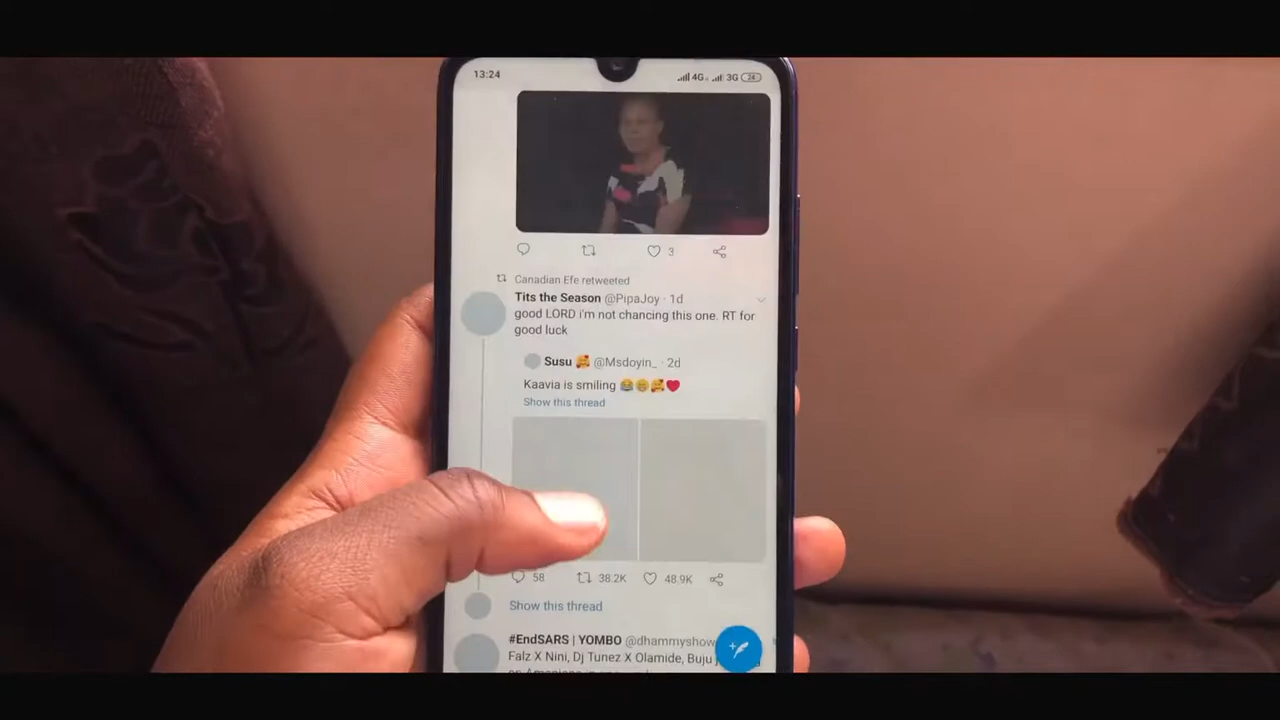 13:24 4G 3G 24
3
Canadian Efe retweeted
Tits the Season @PipaJoy · 1d
good LORD i'm not chancing this one. RT for
good luck
Susu 🥰 @Msdoyin_ · 2d
Kaavia is smiling 😂😁🥰❤️
Show this thread
58 38.2K 48.9K
Show this thread
#EndSARS | YOMBO @dhammyshow
Falz X Nini, Dj Tunez X Olamide, Buju